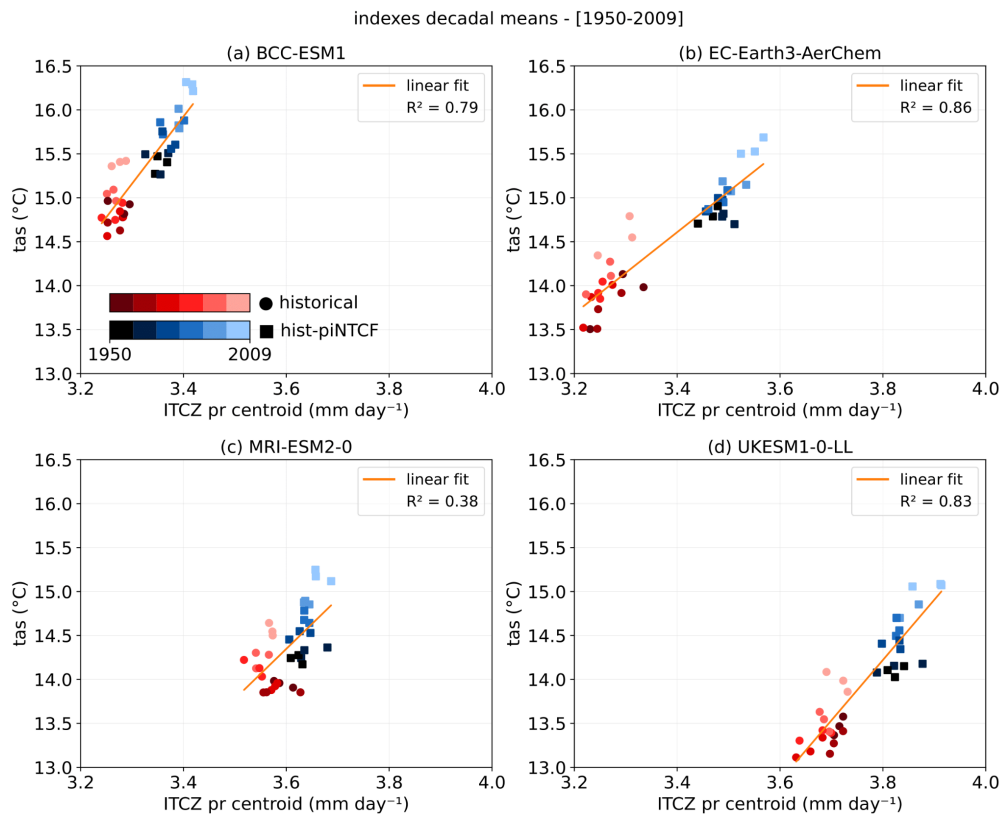 indexes decadal means - [1950-2009]
(a) BCC-ESM1
16.5
16.0
15.5
15.0
14.5
14.0
13.5
13.0
tas (°C)
linear fit
R² = 0.79
historical
hist-piNTCF
1950 2009
3.2 3.4 3.6 3.8 4.0
ITCZ pr centroid (mm day⁻¹)
(b) EC-Earth3-AerChem
16.5
16.0
15.5
15.0
14.5
14.0
13.5
13.0
tas (°C)
linear fit
R² = 0.86
3.2 3.4 3.6 3.8 4.0
ITCZ pr centroid (mm day⁻¹)
(c) MRI-ESM2-0
16.5
16.0
15.5
15.0
14.5
14.0
13.5
13.0
tas (°C)
linear fit
R² = 0.38
3.2 3.4 3.6 3.8 4.0
ITCZ pr centroid (mm day⁻¹)
(d) UKESM1-0-LL
16.5
16.0
15.5
15.0
14.5
14.0
13.5
13.0
tas (°C)
linear fit
R² = 0.83
3.2 3.4 3.6 3.8 4.0
ITCZ pr centroid (mm day⁻¹)